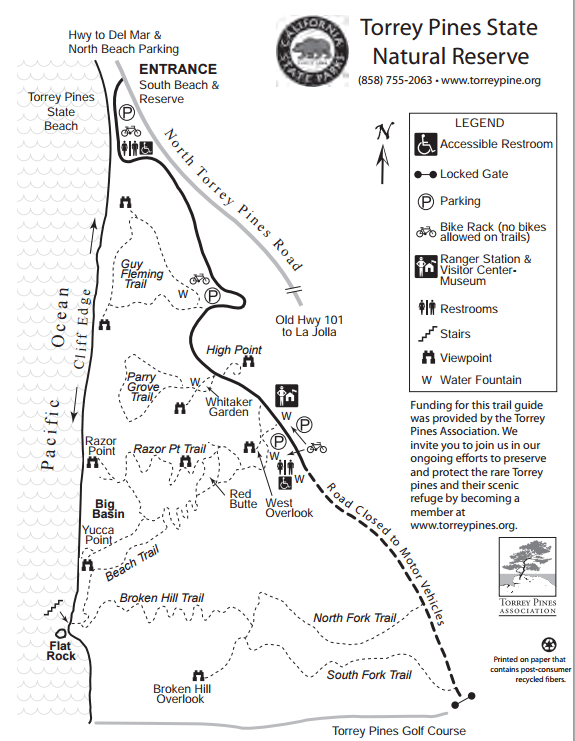 Hwy to Del Mar &
North Beach Parking
CALIFORNIA
STATE PARKS
Torrey Pines State
Natural Reserve
(858) 755-2063 • www.torreypine.org
ENTRANCE
South Beach &
Reserve
Torrey Pines
State
Beach
P
North Torrey Pines Road
N
LEGEND
Accessible Restroom
Locked Gate
P Parking
Bike Rack (no bikes
allowed on trails)
Ranger Station &
Visitor Center-
Museum
Restrooms
Stairs
Viewpoint
W Water Fountain
Guy
Fleming
Trail
W
P
Pacific Ocean
Cliff Edge
Old Hwy 101
to La Jolla
High Point
Parry
Grove
Trail
W
Whitaker
Garden
W
P
P
W
W
Razor
Point
Razor Pt Trail
Red
Butte
West
Overlook
Big
Basin
Yucca
Point
Beach Trail
Road Closed to Motor Vehicles
Broken Hill Trail
North Fork Trail
South Fork Trail
Flat
Rock
Broken Hill
Overlook
Torrey Pines Golf Course
Funding for this trail guide
was provided by the Torrey
Pines Association. We
invite you to join us in our
ongoing efforts to preserve
and protect the rare Torrey
pines and their scenic
refuge by becoming a
member at
www.torreypines.org.
TORREY PINES
ASSOCIATION
Printed on paper that
contains post-consumer
recycled fibers.